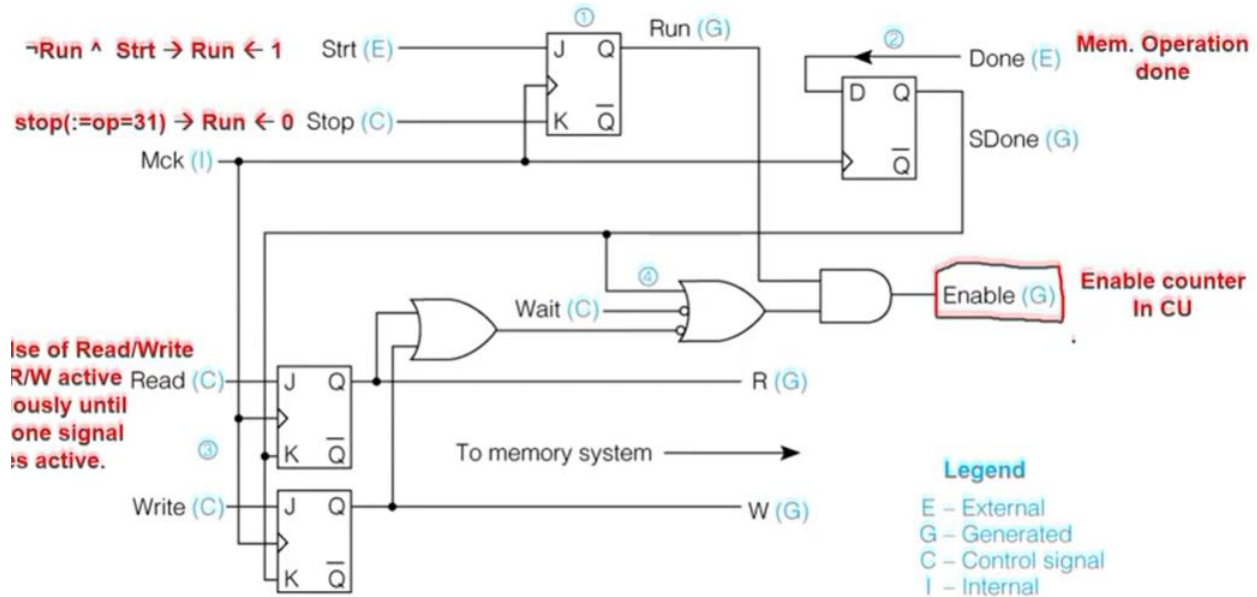 ①
Run (G)
②
¬Run ^ Strt → Run ← 1
Strt (E)
J Q
Done (E)
Mem. Operation
done
D Q
stop(:=op=31) → Run ← 0
Stop (C)
K Q̅
SDone (G)
Mck (I)
Q̅
④
Wait (C)
Enable (G)
Enable counter
In CU
lse of Read/Write
R/W active
Read (C)
J Q
R (G)
ously until
one signal
③
K Q̅
To memory system
s active.
Legend
Write (C)
J Q
W (G)
E – External
G – Generated
C – Control signal
K Q̅
I – Internal